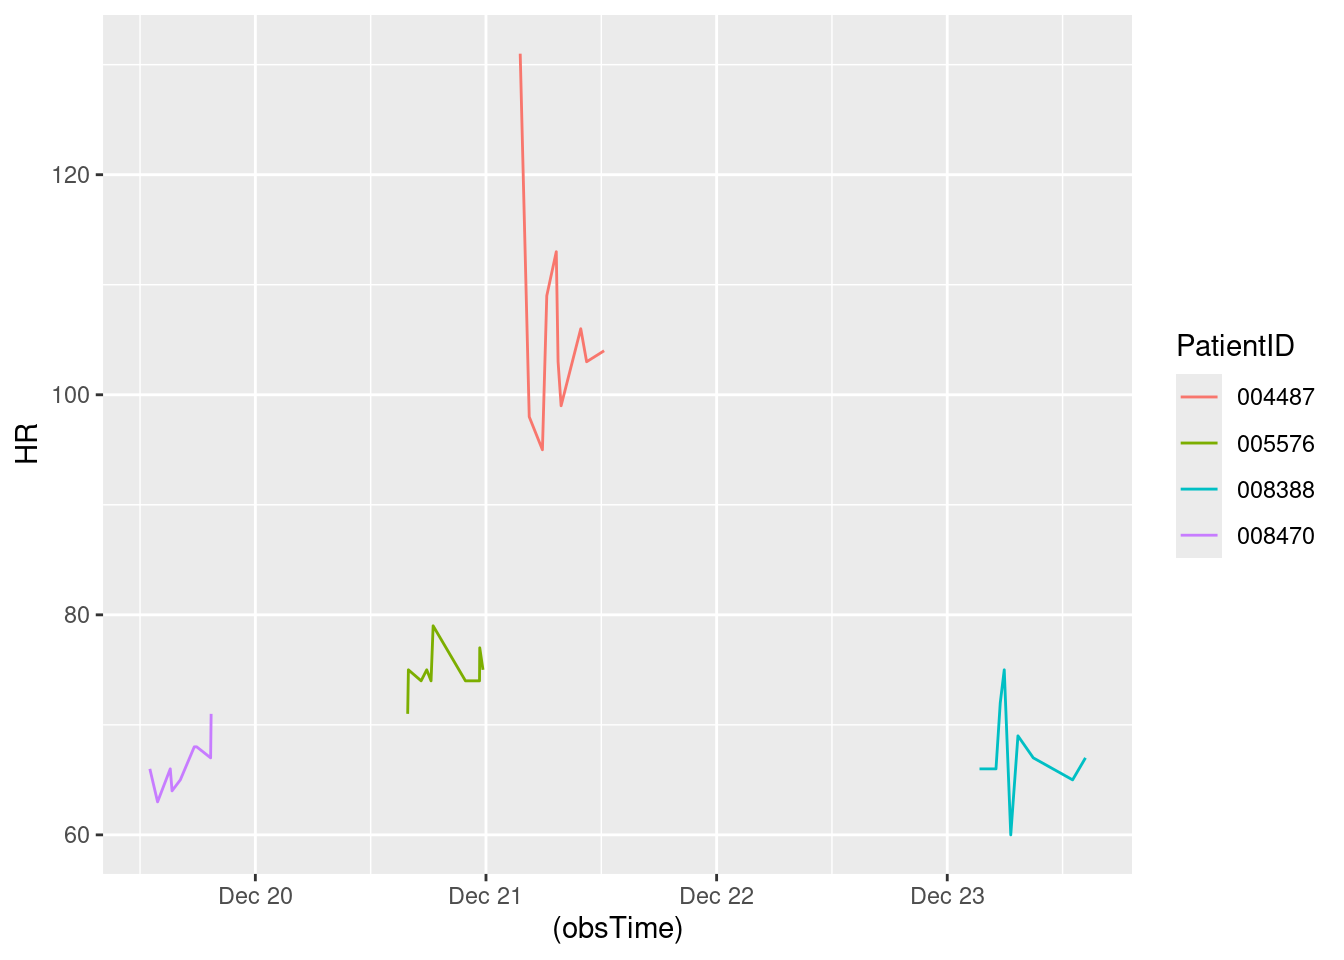 120
100
80
60
HR
Dec 20
Dec 21
Dec 22
Dec 23
(obsTime)
PatientID
004487
005576
008388
008470